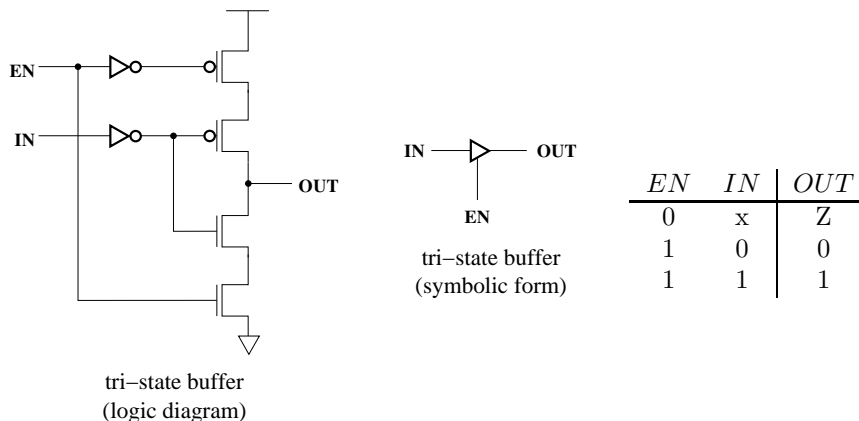 EN
IN
OUT
tri−state buffer
(logic diagram)
IN
OUT
EN
tri−state buffer
(symbolic form)
EN IN OUT
0 x Z
1 0 0
1 1 1